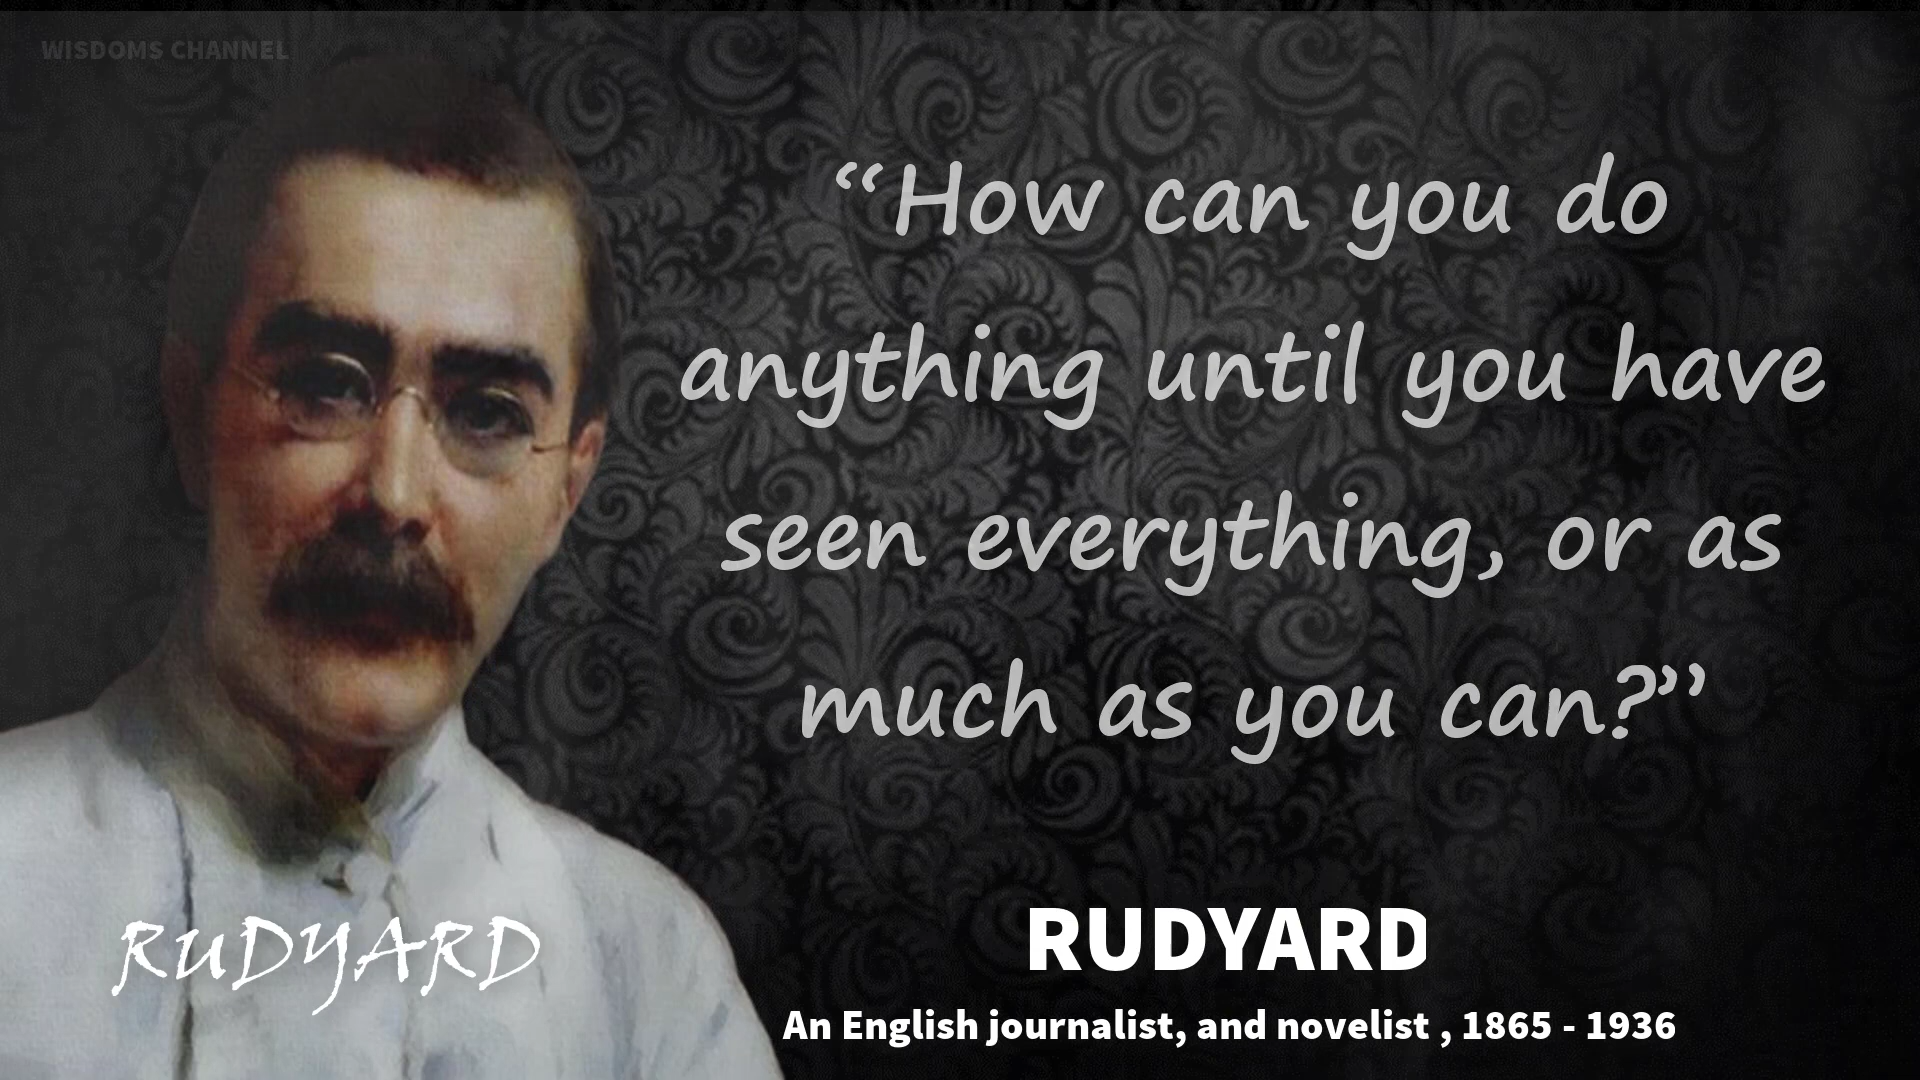 WISDOMS CHANNEL
“How can you do
anything until you have
seen everything, or as
much as you can?”
RUDYARD
RUDYARD
An English journalist, and novelist , 1865 - 1936